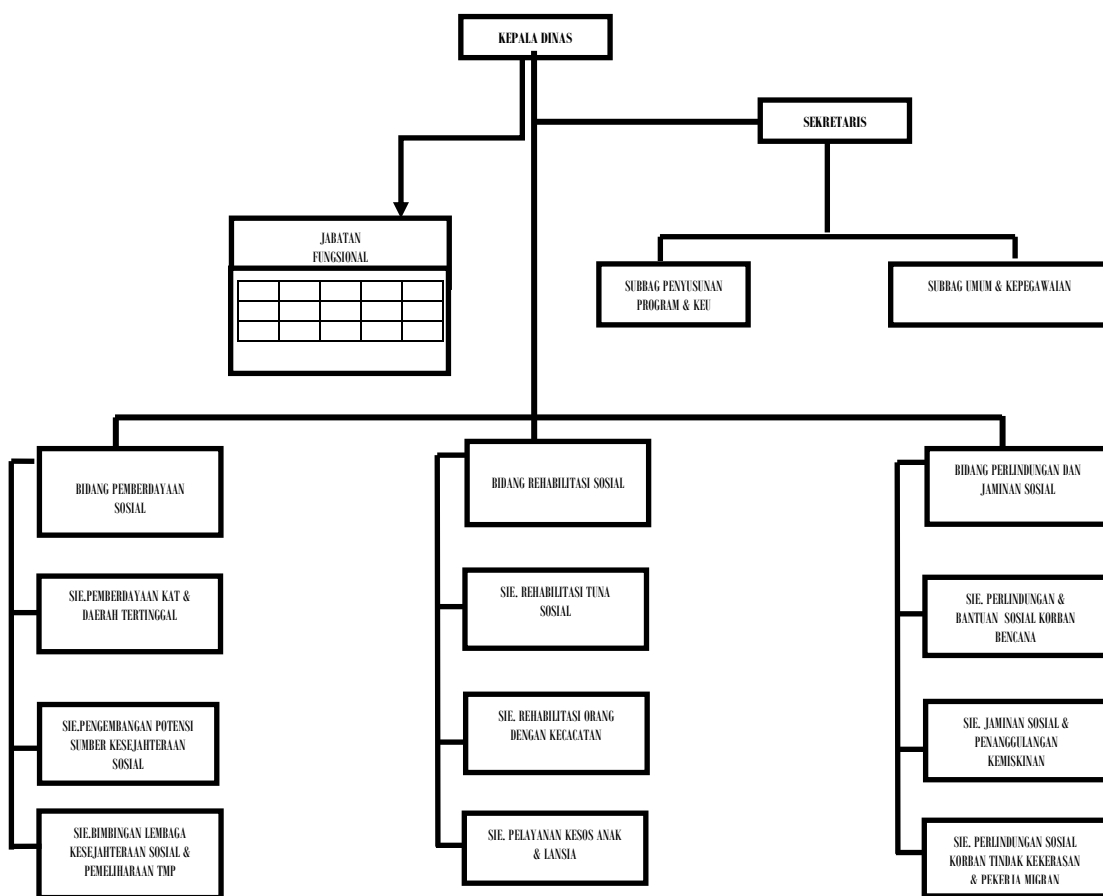 KEPALA DINAS
SEKRETARIS
JABATAN
FUNGSIONAL
SUBBAG PENYUSUNAN
PROGRAM & KEU
SUBBAG UMUM & KEPEGAWAIAN
BIDANG PEMBERDAYAAN
SOSIAL
BIDANG REHABILITASI SOSIAL
BIDANG PERLINDUNGAN DAN
JAMINAN SOSIAL
SIE.PEMBERDAYAAN KAT &
DAERAH TERTINGGAL
SIE. REHABILITASI TUNA
SOSIAL
SIE. PERLINDUNGAN &
BANTUAN SOSIAL KORBAN
BENCANA
SIE.PENGEMBANGAN POTENSI
SUMBER KESEJAHTERAAN
SOSIAL
SIE. REHABILITASI ORANG
DENGAN KECACATAN
SIE. JAMINAN SOSIAL &
PENANGGULANGAN
KEMISKINAN
SIE.BIMBINGAN LEMBAGA
KESEJAHTERAAN SOSIAL &
PEMELIHARAAN TMP
SIE. PELAYANAN KESOS ANAK
& LANSIA
SIE. PERLINDUNGAN SOSIAL
KORBAN TINDAK KEKERASAN
& PEKERJA MIGRAN